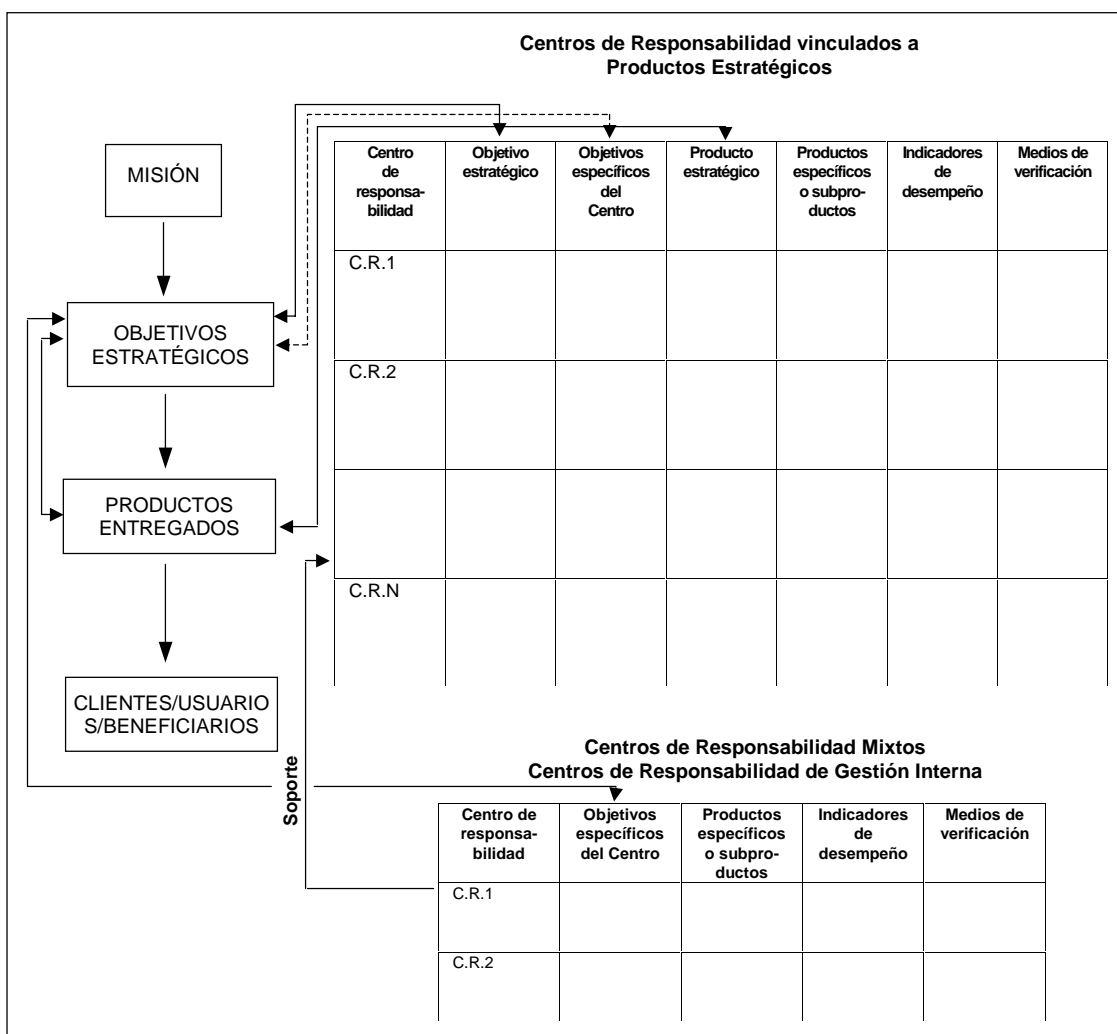 Centros de Responsabilidad vinculados a
Productos Estratégicos
MISIÓN
OBJETIVOS
ESTRATÉGICOS
PRODUCTOS
ENTREGADOS
CLIENTES/USUARIO
S/BENEFICIARIOS
Centro
de
responsa-
bilidad
Objetivo
estratégico
Objetivos
específicos
del
Centro
Producto
estratégico
Productos
específicos
o subpro-
ductos
Indicadores
de
desempeño
Medios de
verificación
C.R.1
C.R.2
C.R.N
Soporte
Centros de Responsabilidad Mixtos
Centros de Responsabilidad de Gestión Interna
Centro de
responsa-
bilidad
Objetivos
específicos
del Centro
Productos
específicos
o subpro-
ductos
Indicadores
de
desempeño
Medios de
verificación
C.R.1
C.R.2